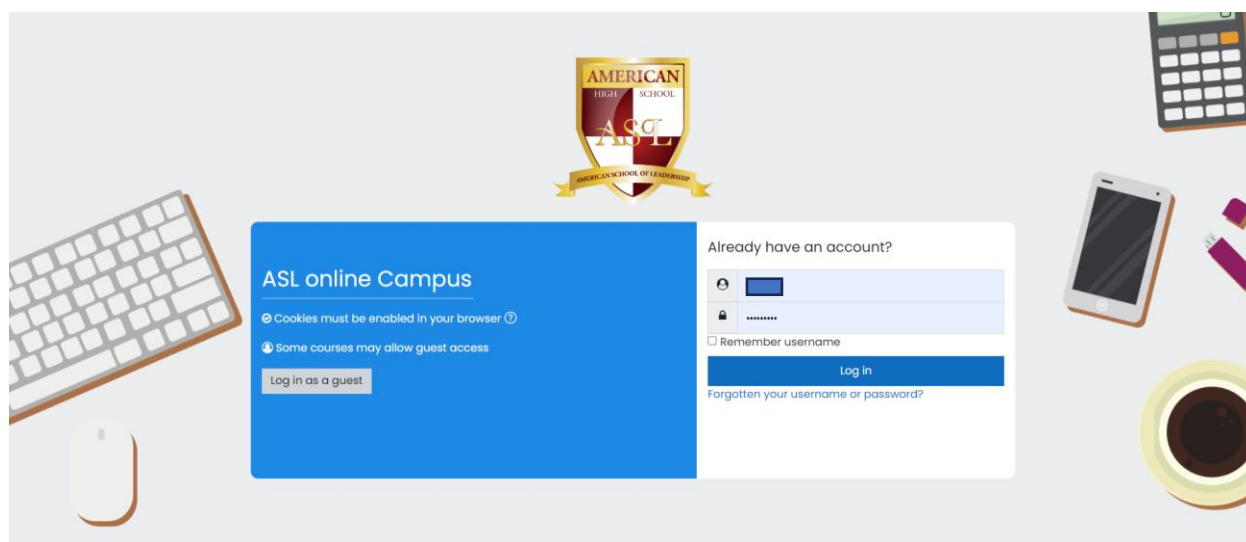 AMERICAN
HIGH SCHOOL
ASL
AMERICAN SCHOOL OF LEADERSHIP
ASL online Campus
Cookies must be enabled in your browser
Some courses may allow guest access
Log in as a guest
Already have an account?
.........
Remember username
Log in
Forgotten your username or password?